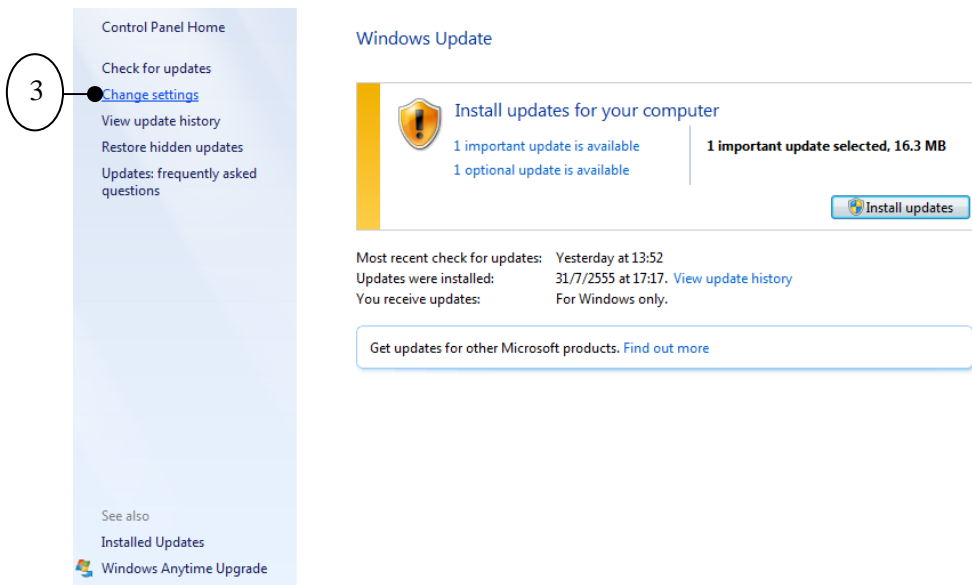 Control Panel Home
3
Check for updates
Change settings
View update history
Restore hidden updates
Updates: frequently asked
questions
See also
Installed Updates
Windows Anytime Upgrade
Windows Update
Install updates for your computer
1 important update is available
1 optional update is available
1 important update selected, 16.3 MB
Install updates
Most recent check for updates: Yesterday at 13:52
Updates were installed: 31/7/2555 at 17:17. View update history
You receive updates: For Windows only.
Get updates for other Microsoft products. Find out more